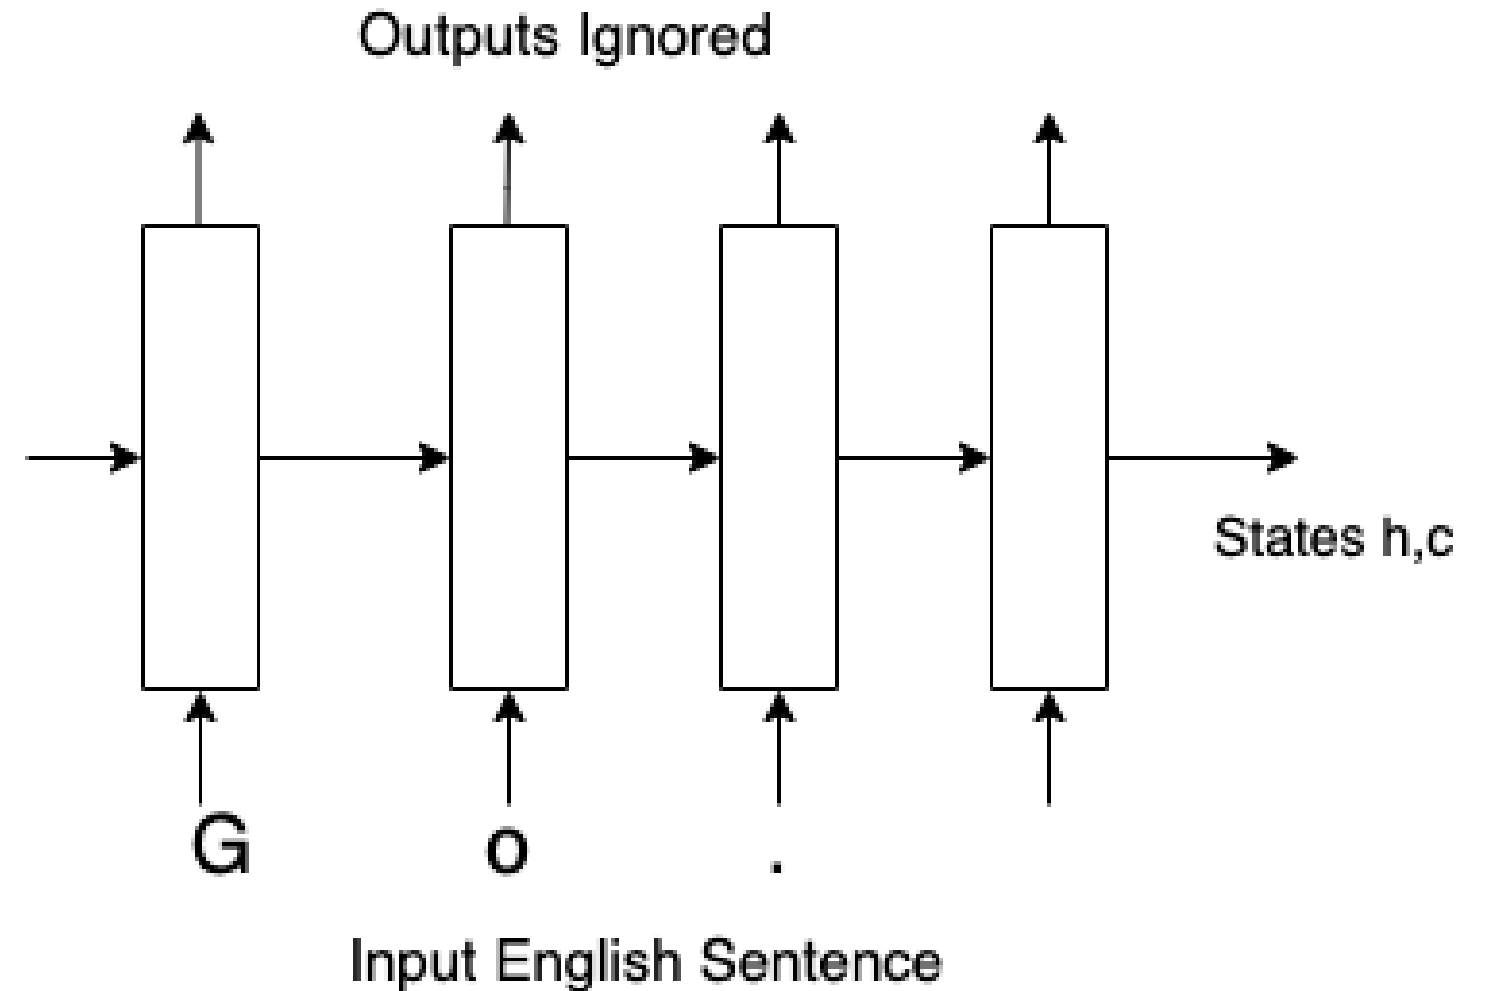 Outputs Ignored
States h,c
G o .
Input English Sentence